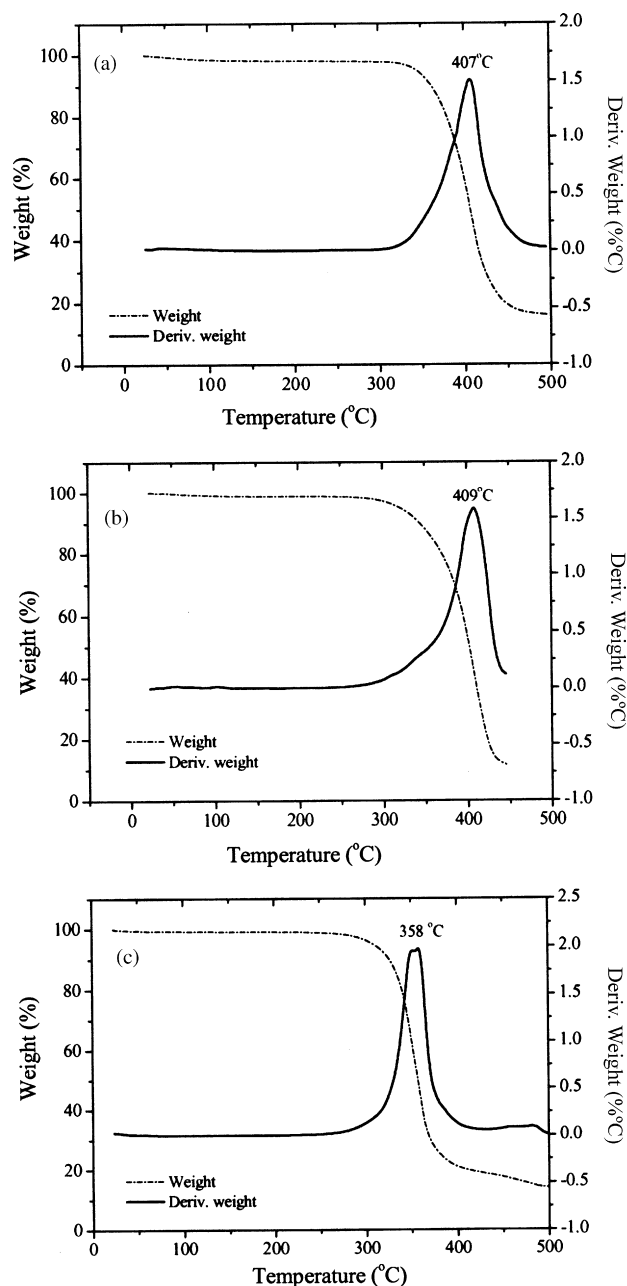 (a)
407°C
Weight (%)
Deriv. Weight (%°C)
100
80
60
40
20
0
2.0
1.5
1.0
0.5
0.0
-0.5
-1.0
Weight
Deriv. weight
0 100 200 300 400 500
Temperature (°C)
(b)
409°C
Weight (%)
Deriv. Weight (%°C)
100
80
60
40
20
0
2.0
1.5
1.0
0.5
0.0
-0.5
-1.0
Weight
Deriv. weight
0 100 200 300 400 500
Temperature (°C)
(c)
358 °C
Weight (%)
Deriv. Weight (%°C)
100
80
60
40
20
0
2.5
2.0
1.5
1.0
0.5
0.0
-0.5
-1.0
Weight
Deriv. weight
0 100 200 300 400 500
Temperature (°C)